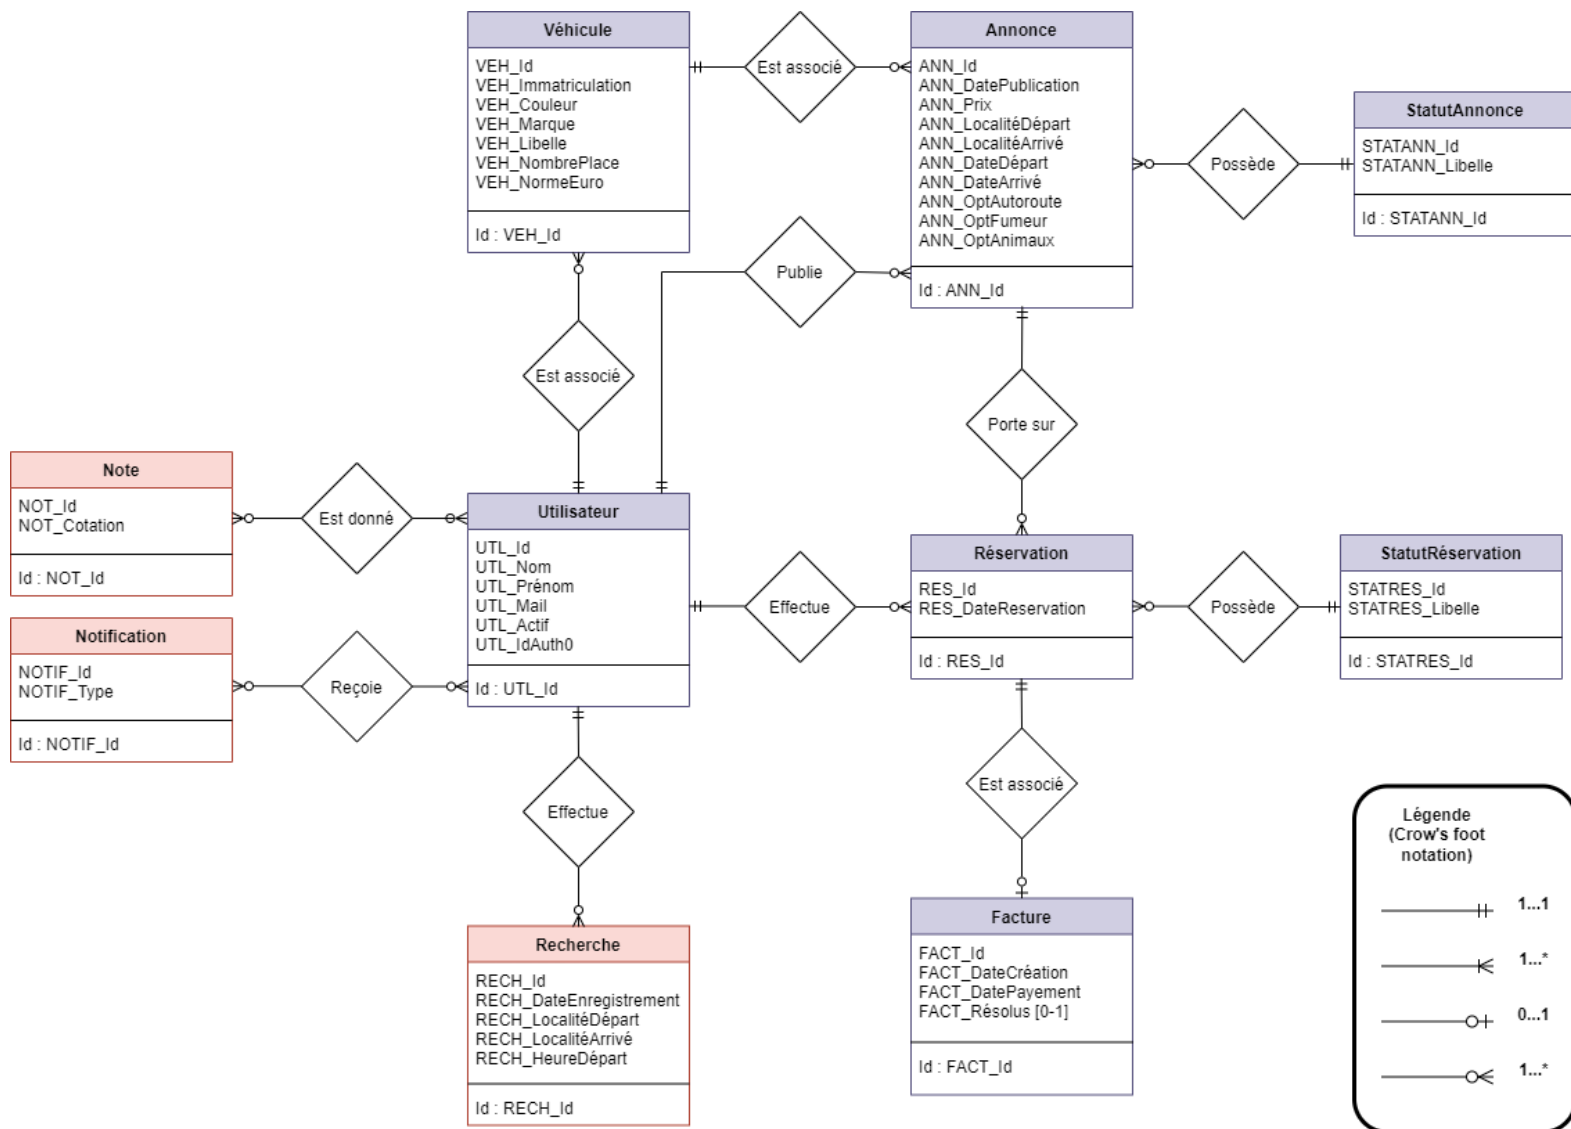 Véhicule
VEH_Id
VEH_Immatriculation
VEH_Couleur
VEH_Marque
VEH_Libelle
VEH_NombrePlace
VEH_NormeEuro
Id : VEH_Id
Est associé
Annonce
ANN_Id
ANN_DatePublication
ANN_Prix
ANN_LocalitéDépart
ANN_LocalitéArrivé
ANN_DateDépart
ANN_DateArrivé
ANN_OptAutoroute
ANN_OptFumeur
ANN_OptAnimaux
Id : ANN_Id
Possède
StatutAnnonce
STATANN_Id
STATANN_Libelle
Id : STATANN_Id
Publie
Est associé
Porte sur
Note
NOT_Id
NOT_Cotation
Id : NOT_Id
Est donné
Utilisateur
UTL_Id
UTL_Nom
UTL_Prénom
UTL_Mail
UTL_Actif
UTL_IdAuth0
Id : UTL_Id
Effectue
Réservation
RES_Id
RES_DateReservation
Id : RES_Id
Possède
StatutRéservation
STATRES_Id
STATRES_Libelle
Id : STATRES_Id
Notification
NOTIF_Id
NOTIF_Type
Id : NOTIF_Id
Reçoie
Effectue
Est associé
Recherche
RECH_Id
RECH_DateEnregistrement
RECH_LocalitéDépart
RECH_LocalitéArrivé
RECH_HeureDépart
Id : RECH_Id
Facture
FACT_Id
FACT_DateCréation
FACT_DatePayement
FACT_Résolus [0-1]
Id : FACT_Id
Légende
(Crow's foot
notation)
1...1
1...*
0...1
1...*